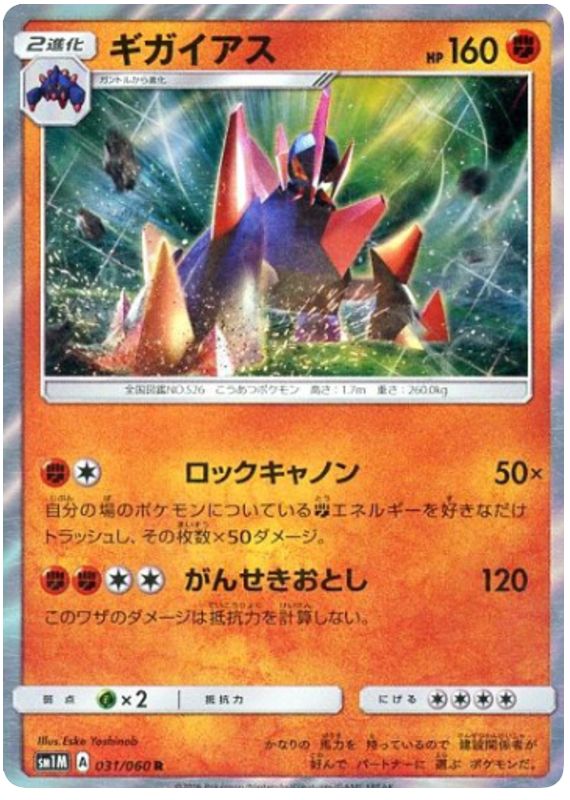 2進化
ギガイアス
HP 160
ガントルから進化
全国図鑑NO.526 こうあつポケモン 高さ:1.7m 重さ:260.0kg
ロックキャノン 50×
自分の場のポケモンについているエネルギーを好きなだけ
トラッシュし、その枚数×50ダメージ。
がんせきおとし 120
このワザのダメージは抵抗力を計算しない。
弱点 ×2 抵抗力 にげる
Illus.Eske Yoshinob
SM1M A 031/060 R
かなりの 馬力を 持っているので 建設関係者が
好んで パートナーに 選ぶ ポケモンだ。